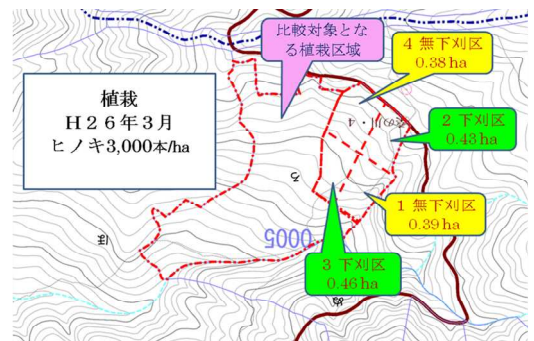 比較対象とな
る植栽区域
4 無下刈区
0.38 ha
植栽
H26年3月
ヒノキ3,000本/ha
2 下刈区
0.43 ha
ろ
1 無下刈区
0.39 ha
ほ
0005
3 下刈区
0.46 ha